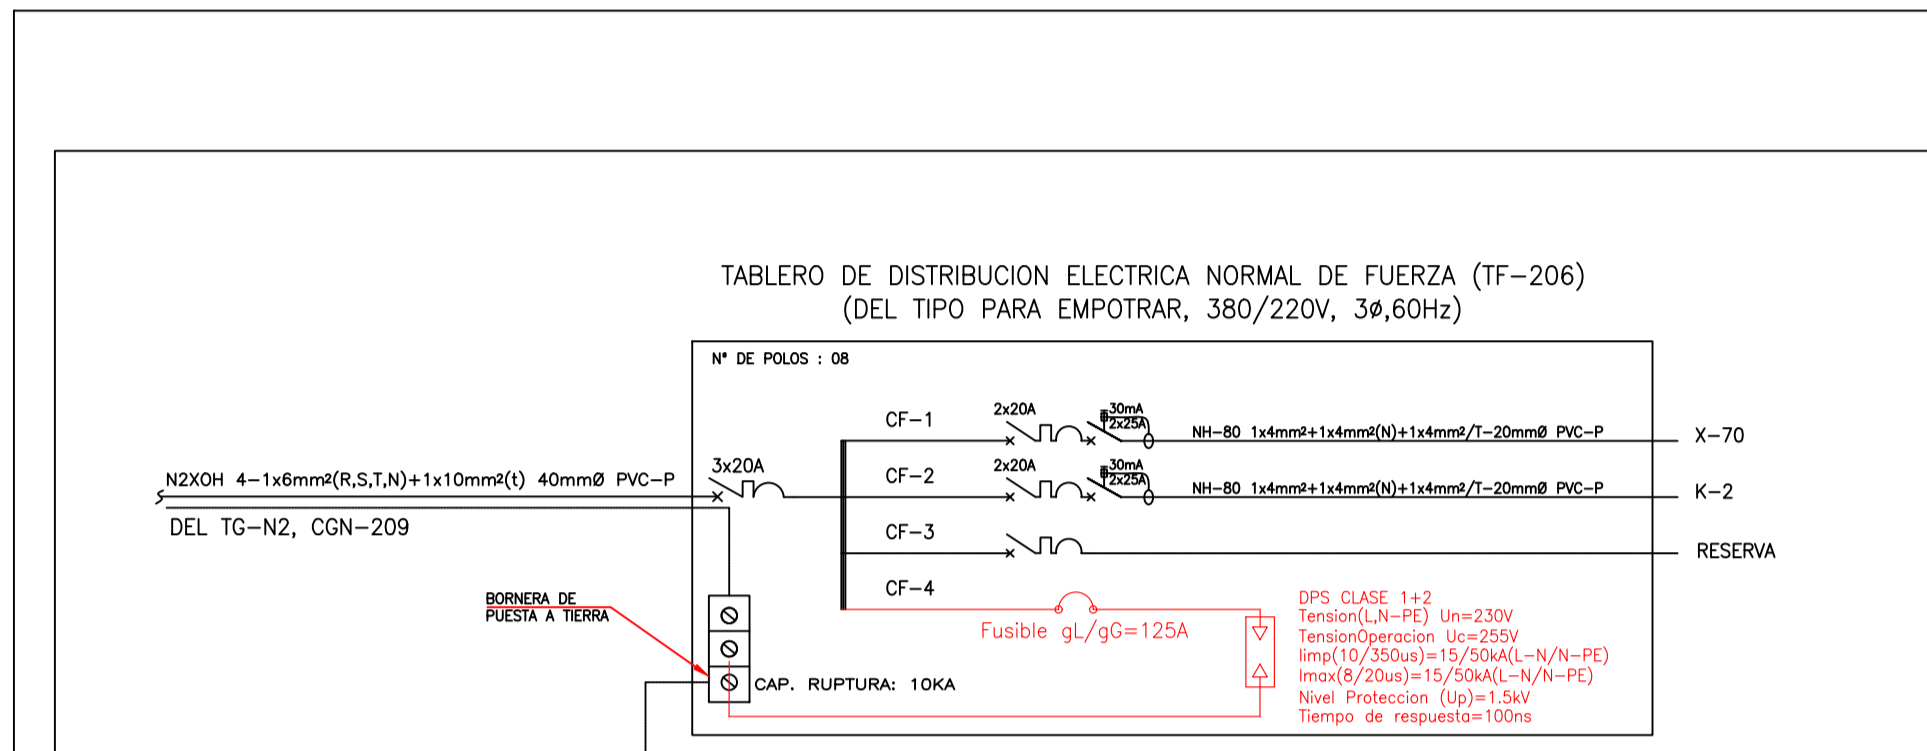 TABLERO DE DISTRIBUCION ELECTRICA NORMAL DE FUERZA (TF-206)
(DEL TIPO PARA EMPOTRAR, 380/220V, 3ø,60Hz)
N° DE POLOS : 08
CF-1
2x20A
30mA
2x25A
NH-80 1x4mm²+1x4mm²(N)+1x4mm²/T-20mmØ PVC-P
X-70
N2XOH 4-1x6mm²(R,S,T,N)+1x10mm²(t) 40mmØ PVC-P
3x20A
CF-2
2x20A
30mA
2x25A
NH-80 1x4mm²+1x4mm²(N)+1x4mm²/T-20mmØ PVC-P
K-2
DEL TG-N2, CGN-209
CF-3
RESERVA
CF-4
BORNERA DE
PUESTA A TIERRA
Fusible gL/gG=125A
DPS CLASE 1+2
Tension(L,N-PE) Un=230V
TensionOperacion Uc=255V
Iimp(10/350us)=15/50kA(L-N/N-PE)
Imax(8/20us)=15/50kA(L-N/N-PE)
Nivel Proteccion (Up)=1.5kV
Tiempo de respuesta=100ns
CAP. RUPTURA: 10KA